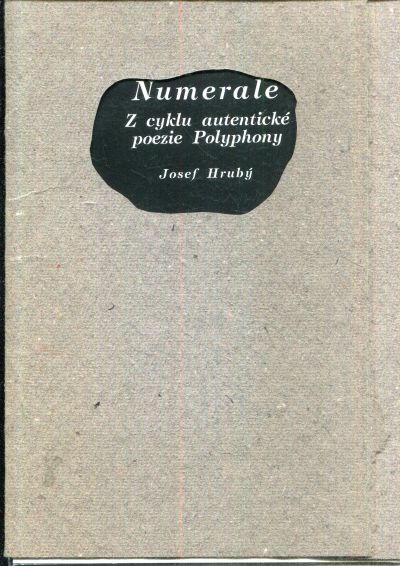 Numerale
Z cyklu autentické
poezie Polyphony
Josef Hrubý